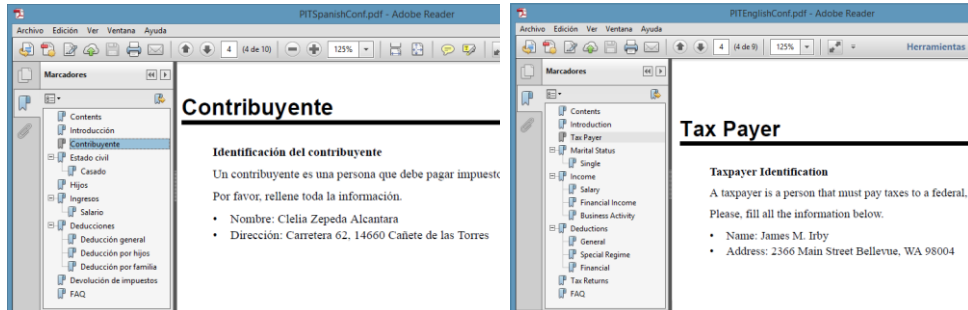 PITSpanishConf.pdf - Adobe Reader
Archivo Edición Ver Ventana Ayuda
4 (4 de 10) 125%
Marcadores
Contents
Introducción
Contribuyente
Estado civil
Casado
Hijos
Ingresos
Salario
Deducciones
Deducción general
Deducción por hijos
Deducción por familia
Devolución de impuestos
FAQ
Contribuyente
Identificación del contribuyente
Un contribuyente es una persona que debe pagar impuesto
Por favor, rellene toda la información.
• Nombre: Clelia Zepeda Alcantara
• Dirección: Carretera 62, 14660 Cañete de las Torres
PITEnglishConf.pdf - Adobe Reader
Archivo Edición Ver Ventana Ayuda
4 (4 de 9) 125% Herramientas
Marcadores
Contents
Introduction
Tax Payer
Marital Status
Single
Income
Salary
Financial Income
Business Activity
Deductions
General
Special Regime
Financial
Tax Returns
FAQ
Tax Payer
Taxpayer Identification
A taxpayer is a person that must pay taxes to a federal,
Please, fill all the information below.
• Name: James M. Irby
• Address: 2366 Main Street Bellevue, WA 98004